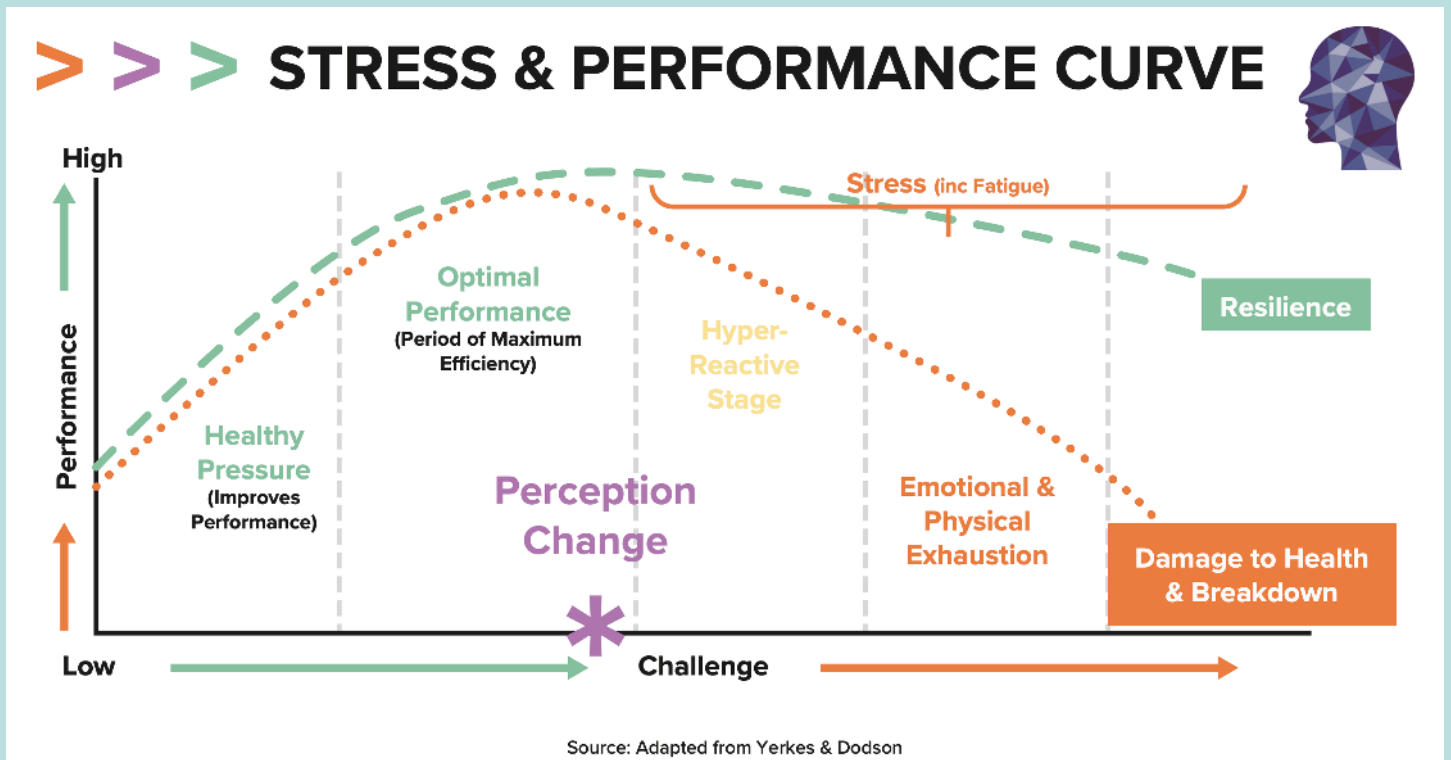 > > > STRESS & PERFORMANCE CURVE
High
Stress (inc Fatigue)
Optimal
Performance
(Period of Maximum
Efficiency)
Resilience
Hyper-
Reactive
Stage
Performance
Healthy
Pressure
(Improves
Performance)
Perception
Change
Emotional &
Physical
Exhaustion
Damage to Health
& Breakdown
*
Low
Challenge
Source: Adapted from Yerkes & Dodson